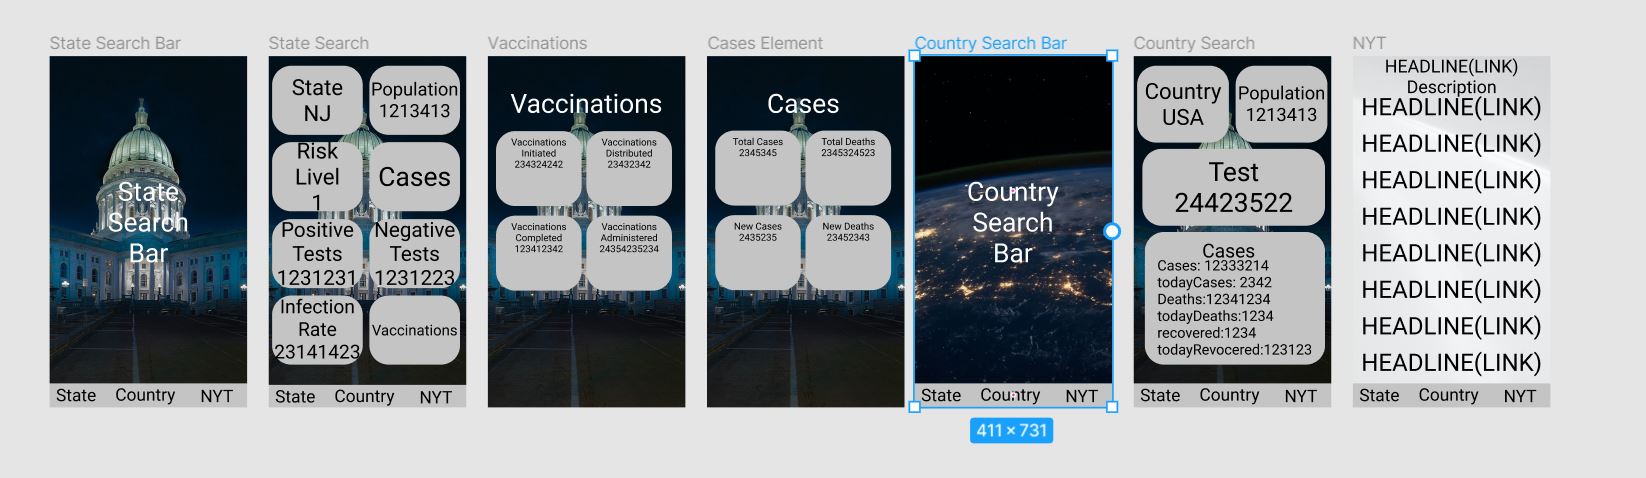 State Search Bar
State
Search
Bar
State Country NYT
State Search
State
NJ
Population
1213413
Risk
Livel
1
Cases
Positive
Tests
1231231
Negative
Tests
1231223
Infection
Rate
23141423
Vaccinations
State Country NYT
Vaccinations
Vaccinations
Vaccinations
Initiated
234324242
Vaccinations
Distributed
23432342
Vaccinations
Completed
123412342
Vaccinations
Administered
24354235234
Cases Element
Cases
Total Cases
2345345
Total Deaths
2345324523
New Cases
2435235
New Deaths
23452343
Country Search Bar
Country
Search
Bar
State Country NYT
411 × 731
Country Search
Country
USA
Population
1213413
Test
24423522
Cases
Cases: 12333214
todayCases: 2342
Deaths:12341234
todayDeaths:1234
recovered:1234
todayRevocered:123123
State Country NYT
NYT
HEADLINE(LINK)
Description
HEADLINE(LINK)
HEADLINE(LINK)
HEADLINE(LINK)
HEADLINE(LINK)
HEADLINE(LINK)
HEADLINE(LINK)
HEADLINE(LINK)
HEADLINE(LINK)
State Country NYT